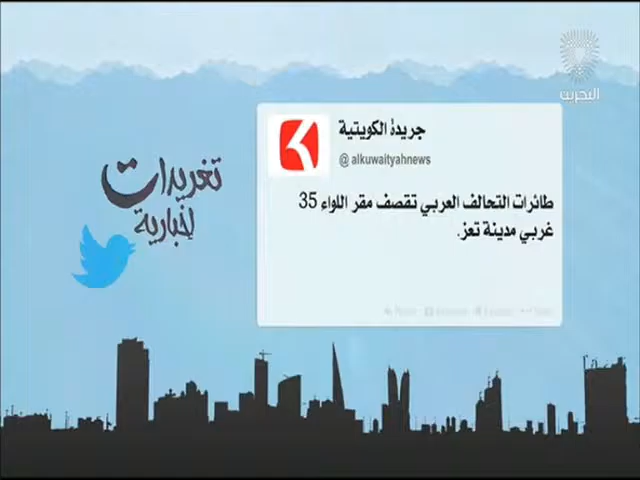 البحرين
جريدة الكويتية
@ alkuwaityahnews
تغريدات
إخبارية
طائرات التحالف العربي تقصف مقر اللواء 35
غربي مدينة تعز.